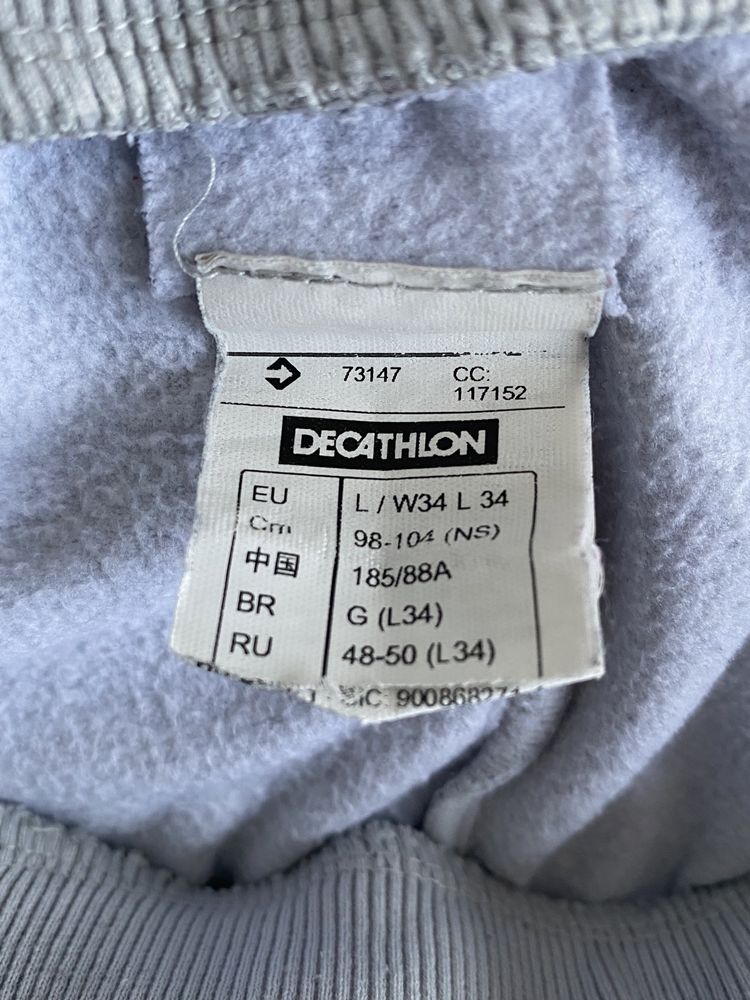 73147 CC:
117152
DECATHLON
EU L / W34 L 34
Cm 98-104 (NS)
中国 185/88A
BR G (L34)
RU 48-50 (L34)
900868271